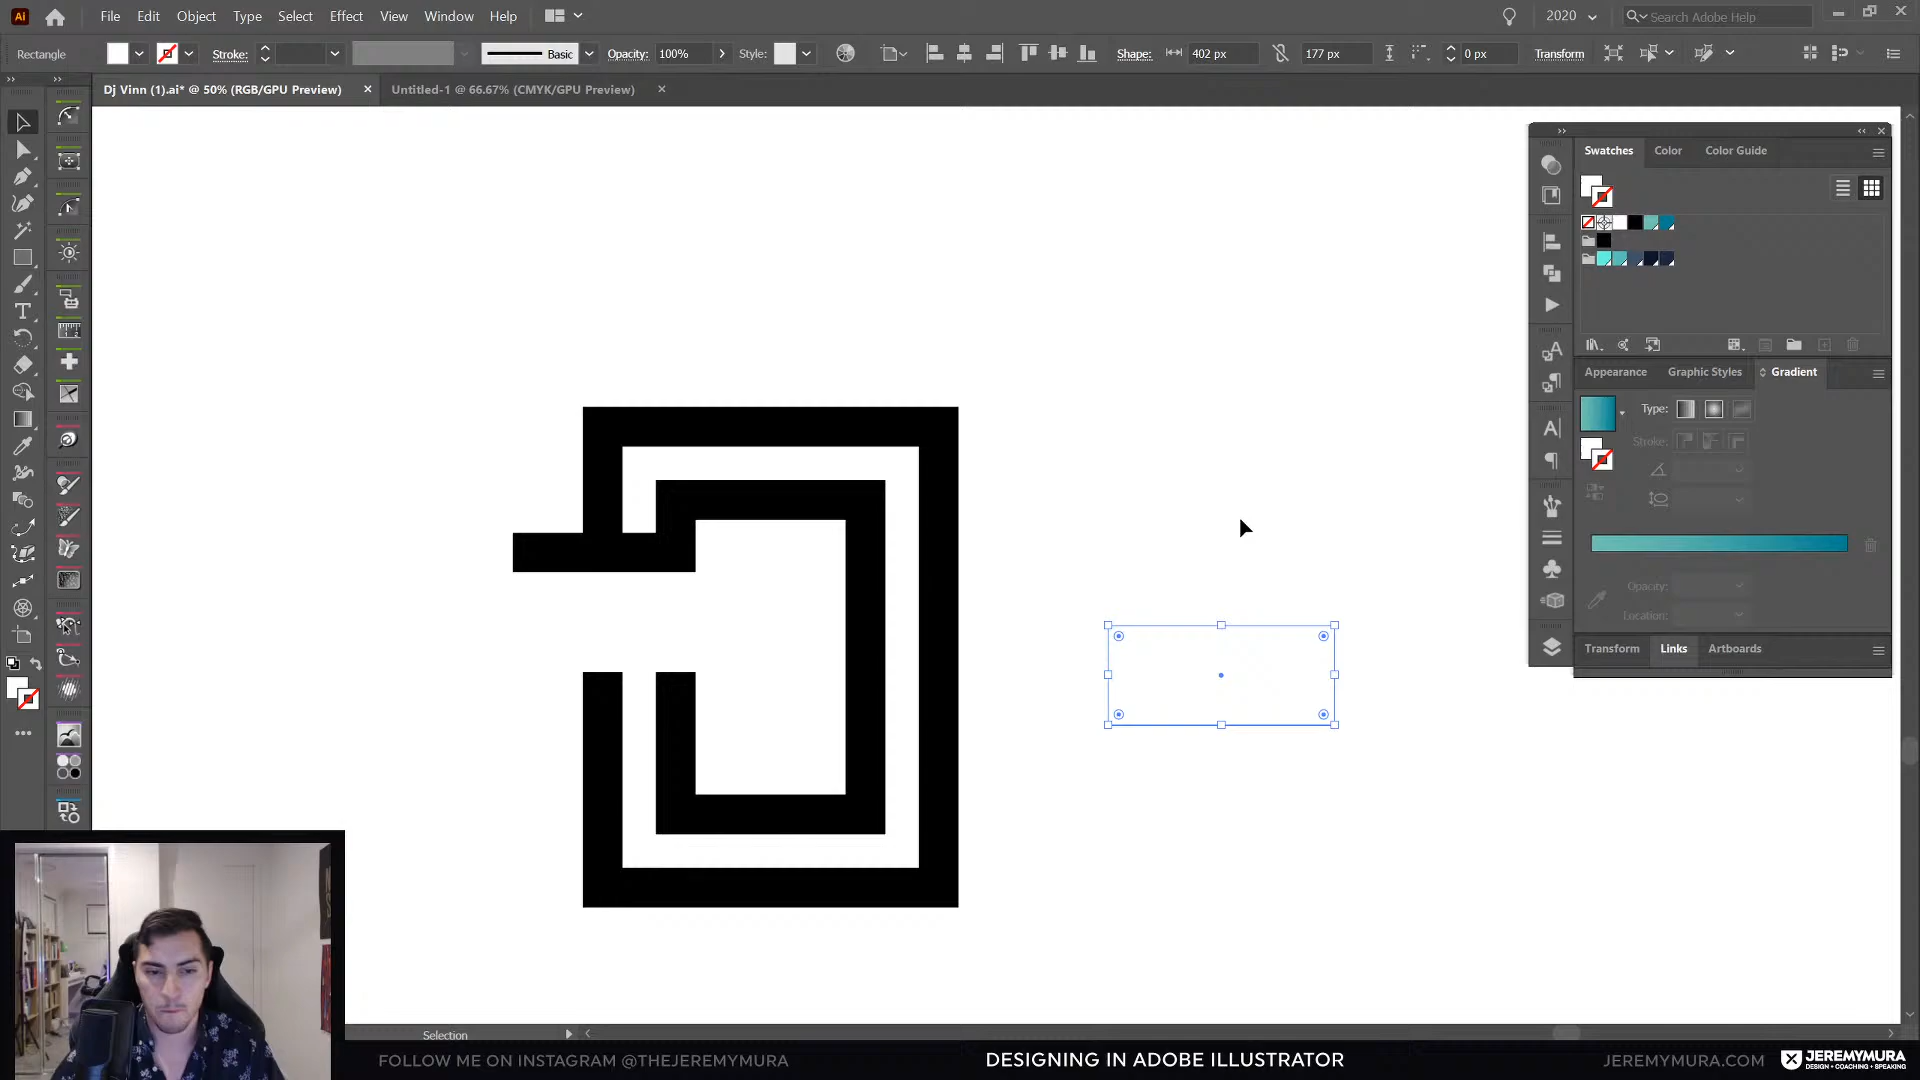 Ai File Edit Object Type Select Effect View Window Help 2020 Search Adobe Help
Rectangle Stroke: Basic Opacity: 100% Style: Shape: 402 px 177 px 0 px Transform
Dj Vinn (1).ai* @ 50% (RGB/GPU Preview) Untitled-1 @ 66.67% (CMYK/GPU Preview)
Swatches Color Color Guide
Appearance Graphic Styles Gradient
Type:
Stroke:
Opacity:
Location:
Transform Links Artboards
Selection
FOLLOW ME ON INSTAGRAM @THEJEREMYMURA DESIGNING IN ADOBE ILLUSTRATOR JEREMYMURA.COM JEREMYMURA
DESIGN • COACHING • SPEAKING